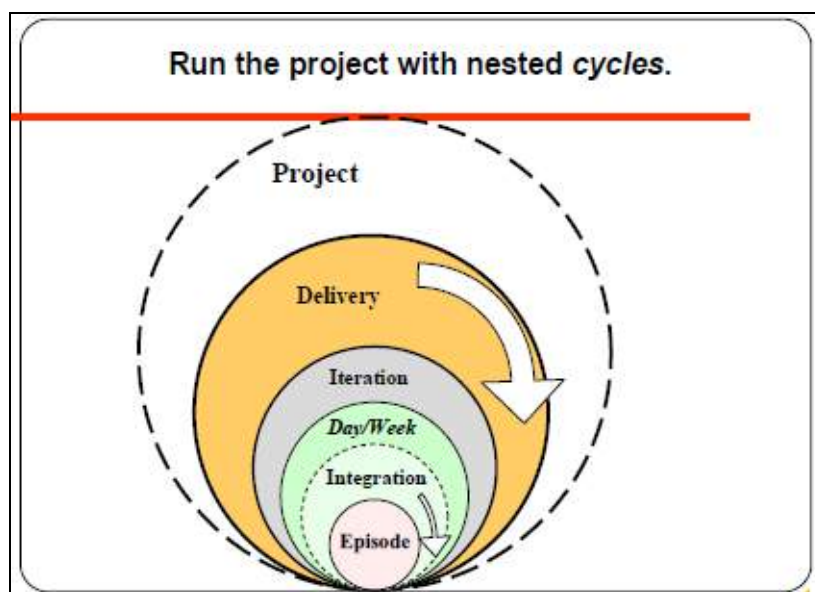 Run the project with nested cycles.
Project
Delivery
Iteration
Day/Week
Integration
Episode